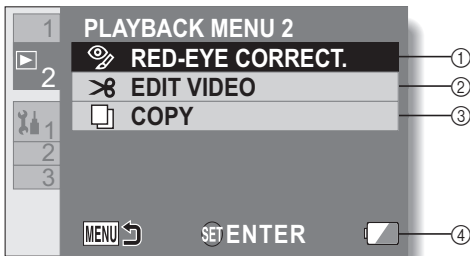 1
2
1
2
3
PLAYBACK MENU 2
RED-EYE CORRECT.
EDIT VIDEO
COPY
MENU SET ENTER
①
②
③
④